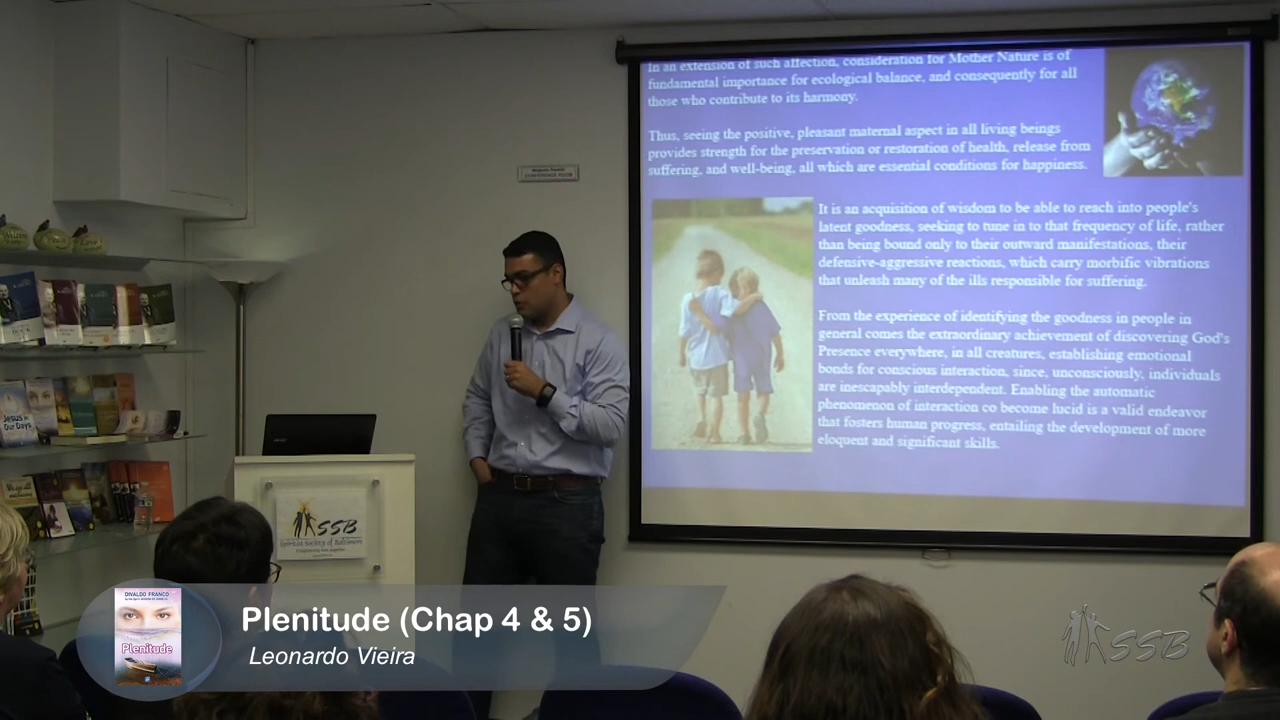 In an extension of such affection, consideration for Mother Nature is of
fundamental importance for ecological balance, and consequently for all
those who contribute to its harmony.
Thus, seeing the positive, pleasant maternal aspect in all living beings
provides strength for the preservation or restoration of health, release from
suffering, and well-being, all which are essential conditions for happiness.
It is an acquisition of wisdom to be able to reach into people's
latent goodness, seeking to tune in to that frequency of life, rather
than being bound only to their outward manifestations, their
defensive-aggressive reactions, which carry morbific vibrations
that unleash many of the ills responsible for suffering.
From the experience of identifying the goodness in people in
general comes the extraordinary achievement of discovering God's
Presence everywhere, in all creatures, establishing emotional
bonds for conscious interaction, since, unconsciously, individuals
are inescapably interdependent. Enabling the automatic
phenomenon of interaction co become lucid is a valid endeavor
that fosters human progress, entailing the development of more
eloquent and significant skills.
CONFERENCE ROOM
Jesus in
Our Days
SSB
Spiritist Society of Baltimore
DIVALDO FRANCO
Plenitude
Plenitude (Chap 4 & 5)
Leonardo Vieira
SSB